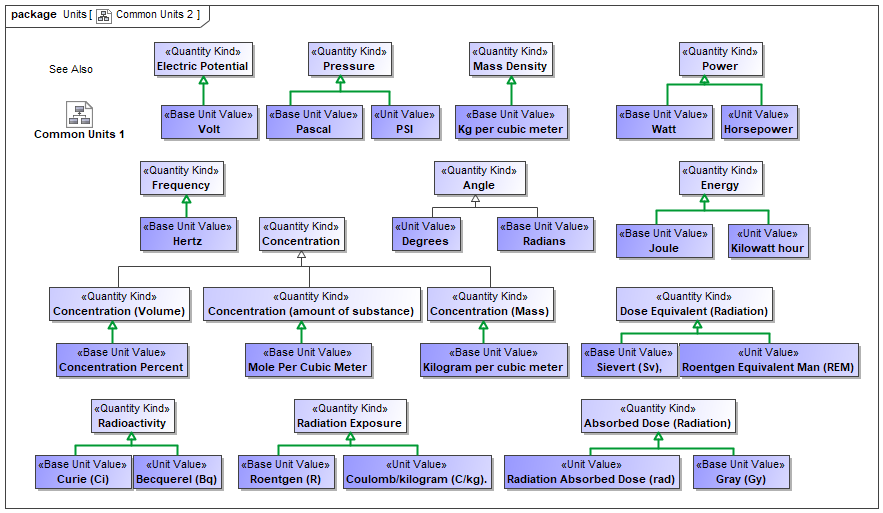 package Units [ Common Units 2 ]
See Also
Common Units 1
«Quantity Kind»
Electric Potential
«Quantity Kind»
Pressure
«Quantity Kind»
Mass Density
«Quantity Kind»
Power
«Base Unit Value»
Volt
«Base Unit Value»
Pascal
«Unit Value»
PSI
«Base Unit Value»
Kg per cubic meter
«Base Unit Value»
Watt
«Unit Value»
Horsepower
«Quantity Kind»
Frequency
«Quantity Kind»
Angle
«Quantity Kind»
Energy
«Base Unit Value»
Hertz
«Quantity Kind»
Concentration
«Unit Value»
Degrees
«Base Unit Value»
Radians
«Base Unit Value»
Joule
«Unit Value»
Kilowatt hour
«Quantity Kind»
Concentration (Volume)
«Quantity Kind»
Concentration (amount of substance)
«Quantity Kind»
Concentration (Mass)
«Quantity Kind»
Dose Equivalent (Radiation)
«Base Unit Value»
Concentration Percent
«Base Unit Value»
Mole Per Cubic Meter
«Base Unit Value»
Kilogram per cubic meter
«Base Unit Value»
Sievert (Sv),
«Unit Value»
Roentgen Equivalent Man (REM)
«Quantity Kind»
Radioactivity
«Quantity Kind»
Radiation Exposure
«Quantity Kind»
Absorbed Dose (Radiation)
«Base Unit Value»
Curie (Ci)
«Unit Value»
Becquerel (Bq)
«Base Unit Value»
Roentgen (R)
«Unit Value»
Coulomb/kilogram (C/kg).
«Unit Value»
Radiation Absorbed Dose (rad)
«Base Unit Value»
Gray (Gy)